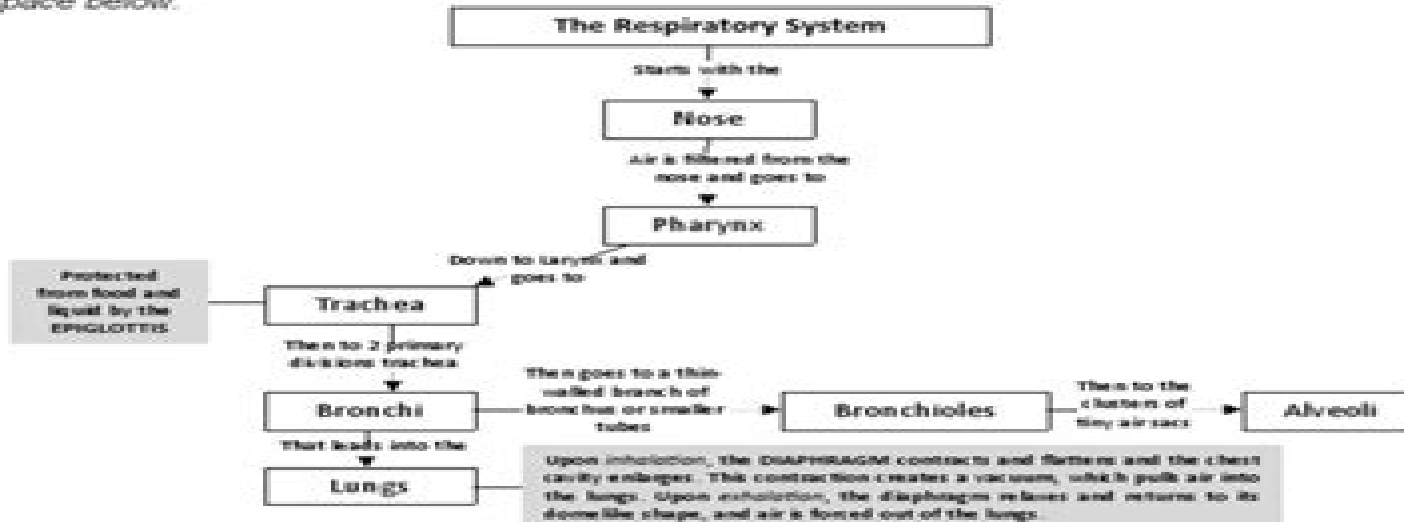 space below.
The Respiratory System
Starts with the
Nose
Air is filtered from the
nose and goes to
Pharynx
Down to Larynx and
goes to
Protected
from food and
liquid by the
EPIGLOTTIS
Trachea
Then to 2 primary
divisions trachea
Bronchi
Then goes to a thin-
walled branch of
bronchus or smaller
tubes
Bronchioles
Then to the
clusters of
tiny air sacs
Alveoli
That leads into the
Lungs
Upon inhalation, the DIAPHRAGM contracts and flattens and the chest
cavity enlarges. This contraction creates a vacuum, which pulls air into
the lungs. Upon exhalation, the diaphragm relaxes and returns to its
domelike shape, and air is forced out of the lungs.